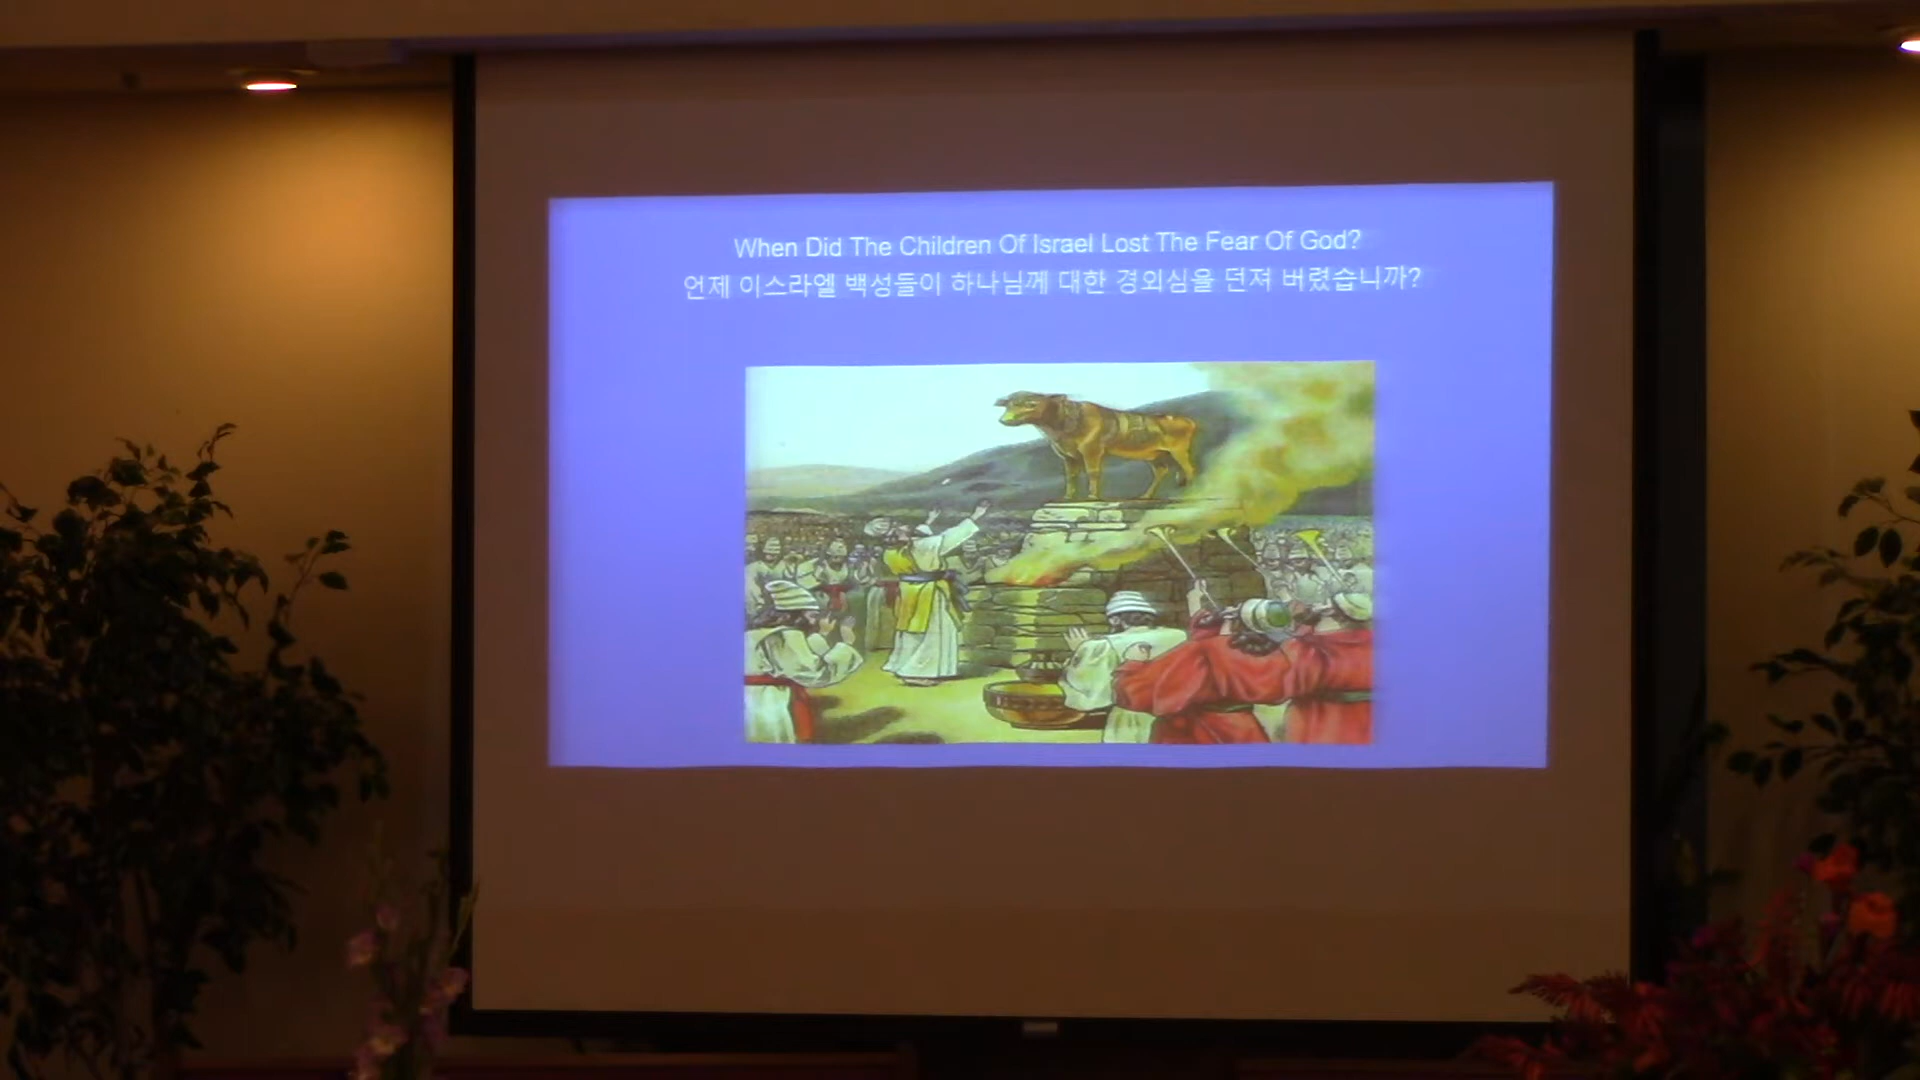 When Did The Children Of Israel Lost The Fear Of God?
언제 이스라엘 백성들이 하나님께 대한 경외심을 던져 버렸습니까?